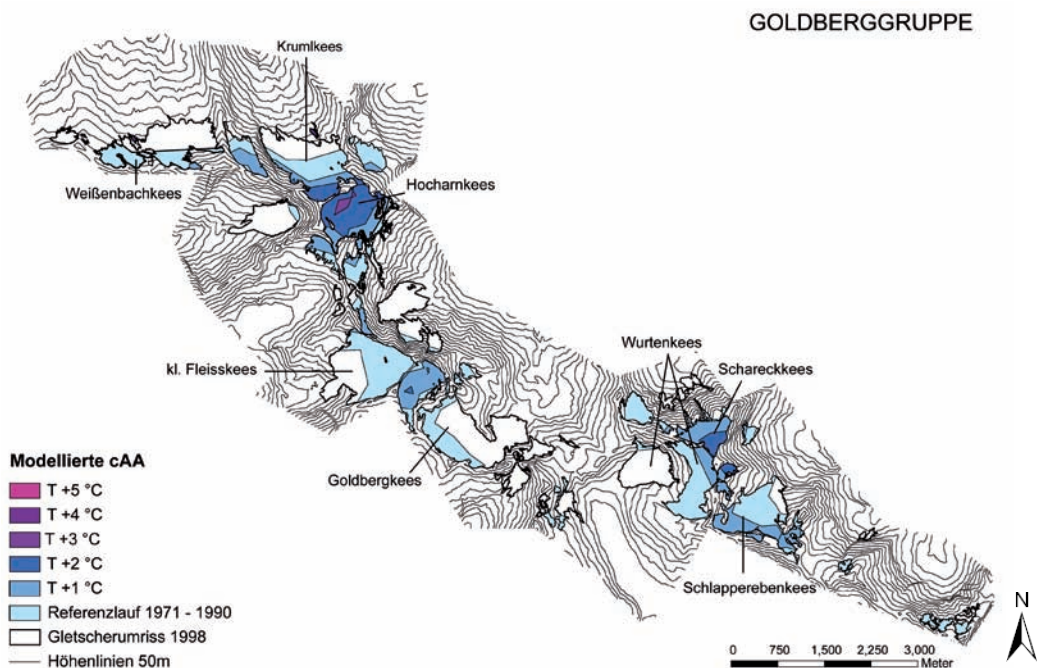 GOLDBERGGRUPPE
Krumlkees
Weißenbachkees
Hocharnkees
Wurtenkees
Schareckkees
kl. Fleisskees
Goldbergkees
Schlapperebenkees
Modellierte cAA
T +5 °C
T +4 °C
T +3 °C
T +2 °C
T +1 °C
Referenzlauf 1971 - 1990
Gletscherumriss 1998
Höhenlinien 50m
0 750 1,500 2,250 3,000
Meter
N